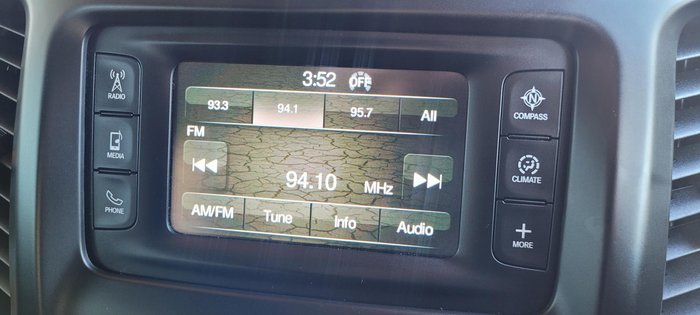 3:52 OFF
93.3 94.1 95.7 All
FM
94.10 MHz
AM/FM Tune Info Audio
RADIO
MEDIA
PHONE
N
COMPASS
CLIMATE
MORE